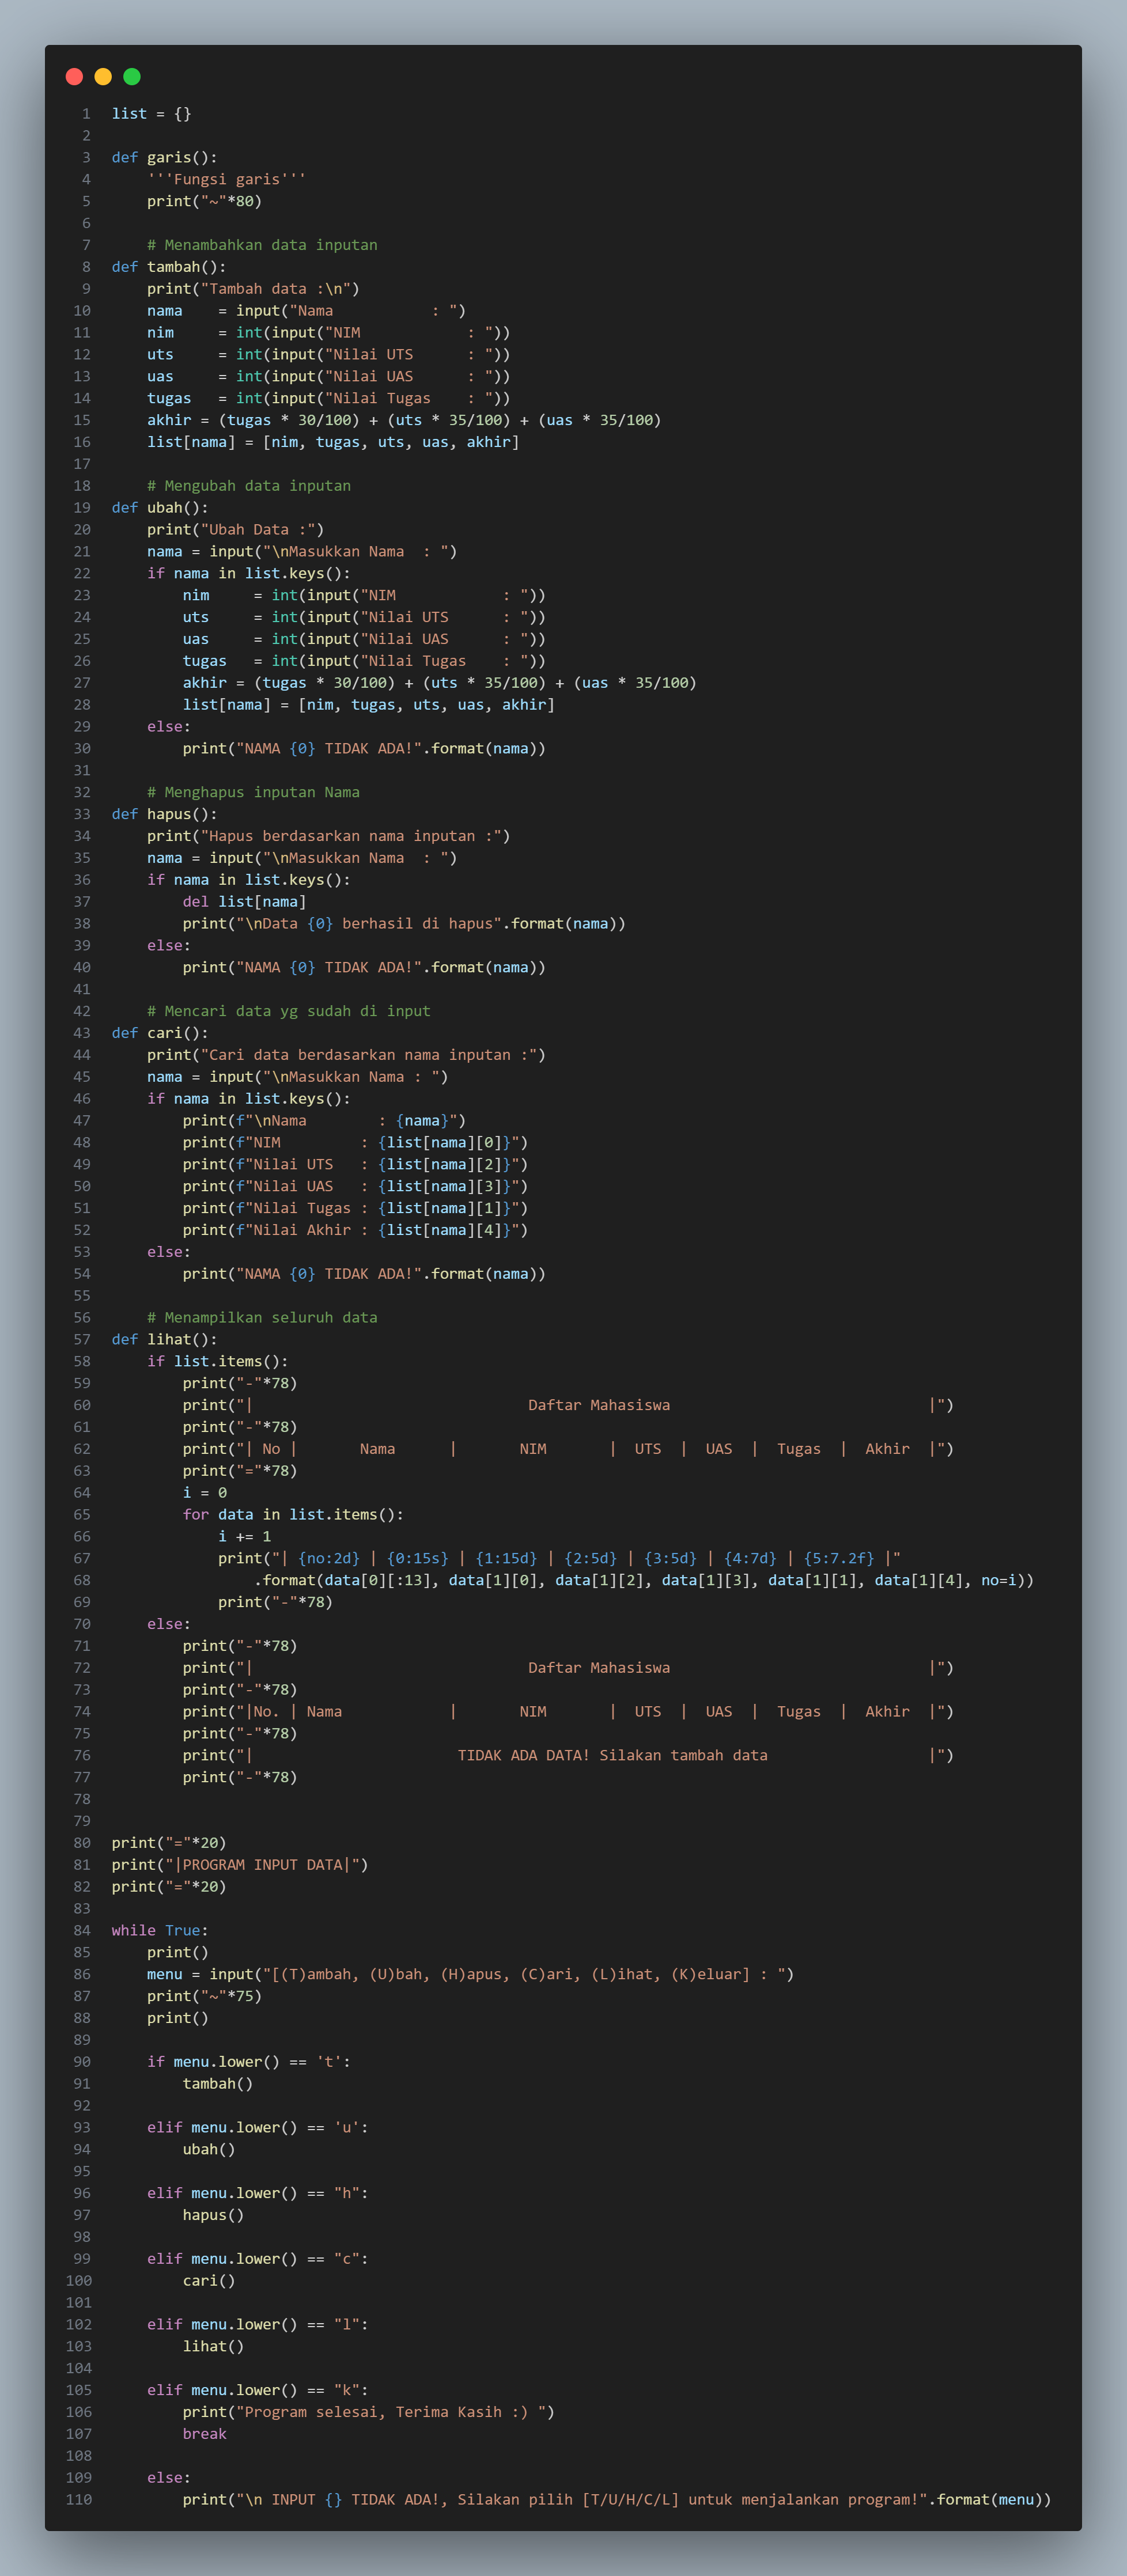 1 list = {}
2
3 def garis():
4     '''Fungsi garis'''
5     print("~"*80)
6
7     # Menambahkan data inputan
8 def tambah():
9     print("Tambah data :\n")
10     nama    = input("Nama           : ")
11     nim     = int(input("NIM            : "))
12     uts     = int(input("Nilai UTS      : "))
13     uas     = int(input("Nilai UAS      : "))
14     tugas   = int(input("Nilai Tugas    : "))
15     akhir = (tugas * 30/100) + (uts * 35/100) + (uas * 35/100)
16     list[nama] = [nim, tugas, uts, uas, akhir]
17
18     # Mengubah data inputan
19 def ubah():
20     print("Ubah Data :")
21     nama = input("\nMasukkan Nama  : ")
22     if nama in list.keys():
23         nim     = int(input("NIM            : "))
24         uts     = int(input("Nilai UTS      : "))
25         uas     = int(input("Nilai UAS      : "))
26         tugas   = int(input("Nilai Tugas    : "))
27         akhir = (tugas * 30/100) + (uts * 35/100) + (uas * 35/100)
28         list[nama] = [nim, tugas, uts, uas, akhir]
29     else:
30         print("NAMA {0} TIDAK ADA!".format(nama))
31
32     # Menghapus inputan Nama
33 def hapus():
34     print("Hapus berdasarkan nama inputan :")
35     nama = input("\nMasukkan Nama  : ")
36     if nama in list.keys():
37         del list[nama]
38         print("\nData {0} berhasil di hapus".format(nama))
39     else:
40         print("NAMA {0} TIDAK ADA!".format(nama))
41
42     # Mencari data yg sudah di input
43 def cari():
44     print("Cari data berdasarkan nama inputan :")
45     nama = input("\nMasukkan Nama : ")
46     if nama in list.keys():
47         print(f"\nNama        : {nama}")
48         print(f"NIM         : {list[nama][0]}")
49         print(f"Nilai UTS   : {list[nama][2]}")
50         print(f"Nilai UAS   : {list[nama][3]}")
51         print(f"Nilai Tugas : {list[nama][1]}")
52         print(f"Nilai Akhir : {list[nama][4]}")
53     else:
54         print("NAMA {0} TIDAK ADA!".format(nama))
55
56     # Menampilkan seluruh data
57 def lihat():
58     if list.items():
59         print("-"*78)
60         print("|                               Daftar Mahasiswa                             |")
61         print("-"*78)
62         print("| No |       Nama      |       NIM       |  UTS  |  UAS  |  Tugas  |  Akhir  |")
63         print("="*78)
64         i = 0
65         for data in list.items():
66             i += 1
67             print("| {no:2d} | {0:15s} | {1:15d} | {2:5d} | {3:5d} | {4:7d} | {5:7.2f} |"
68                 .format(data[0][:13], data[1][0], data[1][2], data[1][3], data[1][1], data[1][4], no=i))
69             print("-"*78)
70     else:
71         print("-"*78)
72         print("|                               Daftar Mahasiswa                             |")
73         print("-"*78)
74         print("|No. | Nama            |       NIM       |  UTS  |  UAS  |  Tugas  |  Akhir  |")
75         print("-"*78)
76         print("|                       TIDAK ADA DATA! Silakan tambah data                  |")
77         print("-"*78)
78
79
80 print("="*20)
81 print("|PROGRAM INPUT DATA|")
82 print("="*20)
83
84 while True:
85     print()
86     menu = input("[(T)ambah, (U)bah, (H)apus, (C)ari, (L)ihat, (K)eluar] : ")
87     print("~"*75)
88     print()
89
90     if menu.lower() == 't':
91         tambah()
92
93     elif menu.lower() == 'u':
94         ubah()
95
96     elif menu.lower() == "h":
97         hapus()
98
99     elif menu.lower() == "c":
100         cari()
101
102     elif menu.lower() == "l":
103         lihat()
104
105     elif menu.lower() == "k":
106         print("Program selesai, Terima Kasih :) ")
107         break
108
109     else:
110         print("\n INPUT {} TIDAK ADA!, Silakan pilih [T/U/H/C/L] untuk menjalankan program!".format(menu))